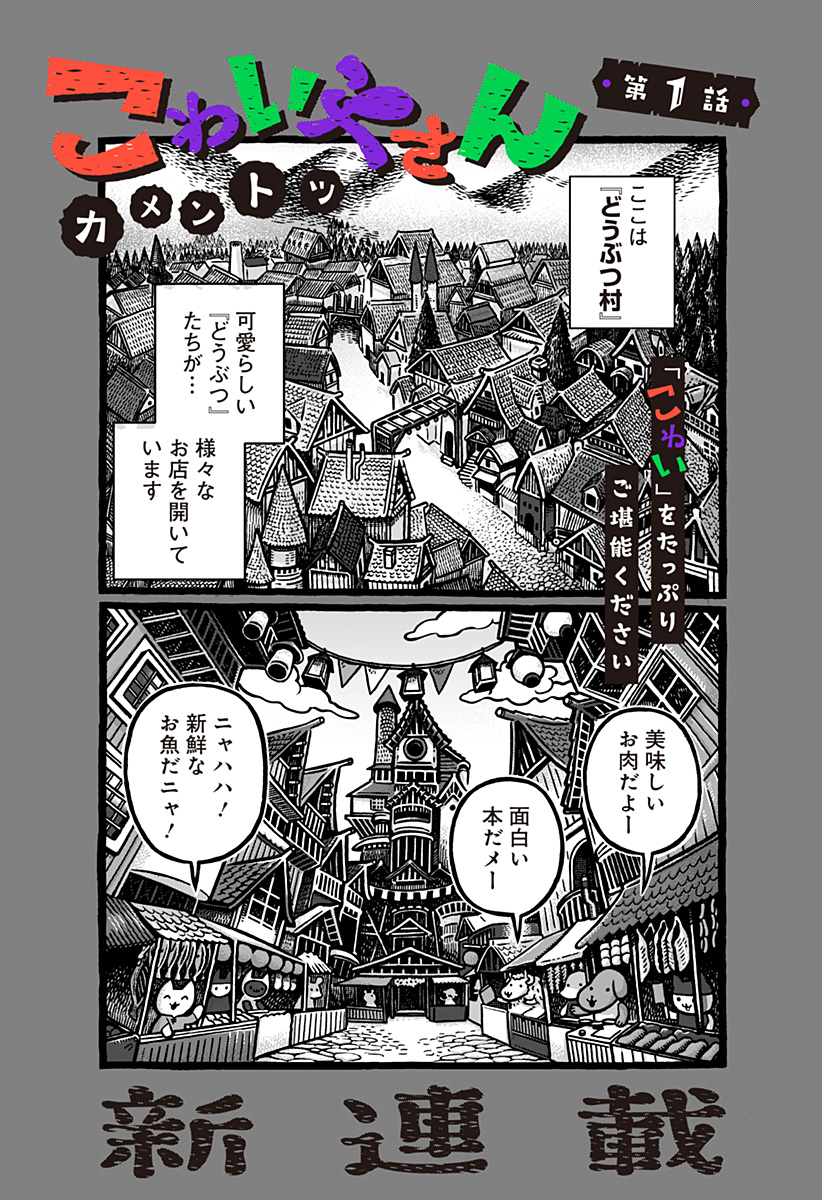 こわいやさん
第1話
カメントツ
ここは
『どうぶつ村』
可愛らしい
『どうぶつ』
たちが…
様々な
お店を開いて
います
「こわい」をたっぷり
ご堪能ください
美味しい
お肉だよー
面白い
本だメー
ニャハハ！
新鮮な
お魚だニャ！
新連載